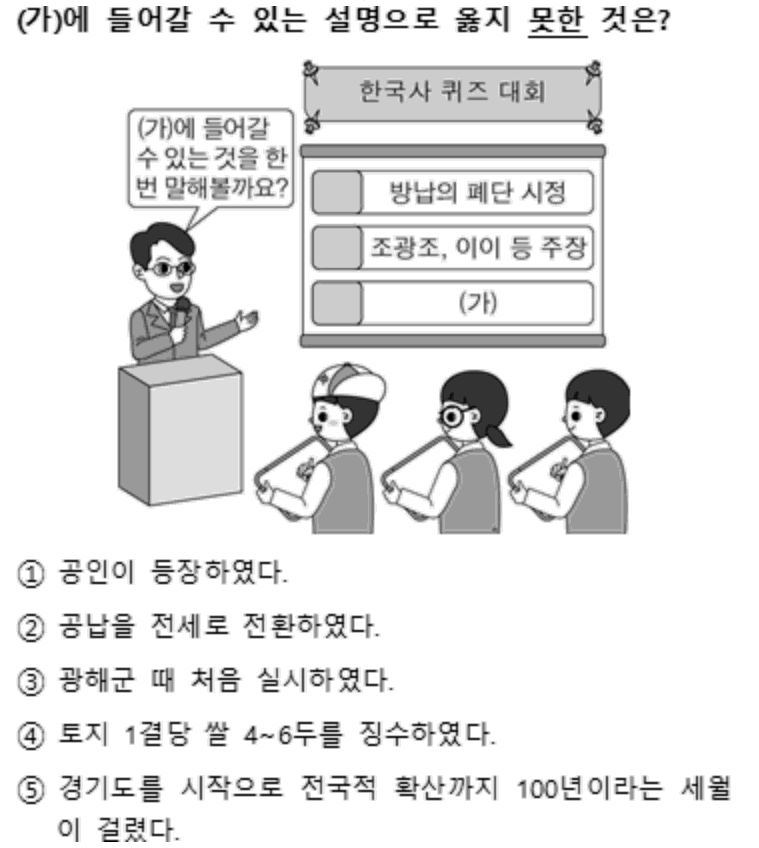 (가)에 들어갈 수 있는 설명으로 옳지 못한 것은?
한국사 퀴즈 대회
(가)에 들어갈
수 있는 것을 한
번 말해볼까요?
방납의 폐단 시정
조광조, 이이 등 주장
(가)
① 공인이 등장하였다.
② 공납을 전세로 전환하였다.
③ 광해군 때 처음 실시하였다.
④ 토지 1결당 쌀 4~6두를 징수하였다.
⑤ 경기도를 시작으로 전국적 확산까지 100년이라는 세월
이 걸렸다.